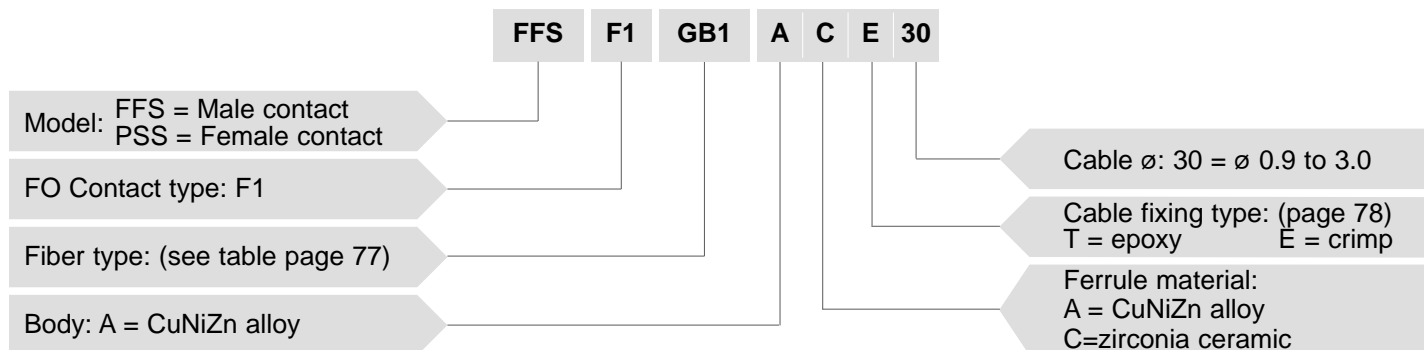 FFS F1 GB1 A C E 30
Model: FFS = Male contact
PSS = Female contact
FO Contact type: F1
Fiber type: (see table page 77)
Body: A = CuNiZn alloy
Cable ø: 30 = ø 0.9 to 3.0
Cable fixing type: (page 78)
T = epoxy E = crimp
Ferrule material:
A = CuNiZn alloy
C=zirconia ceramic